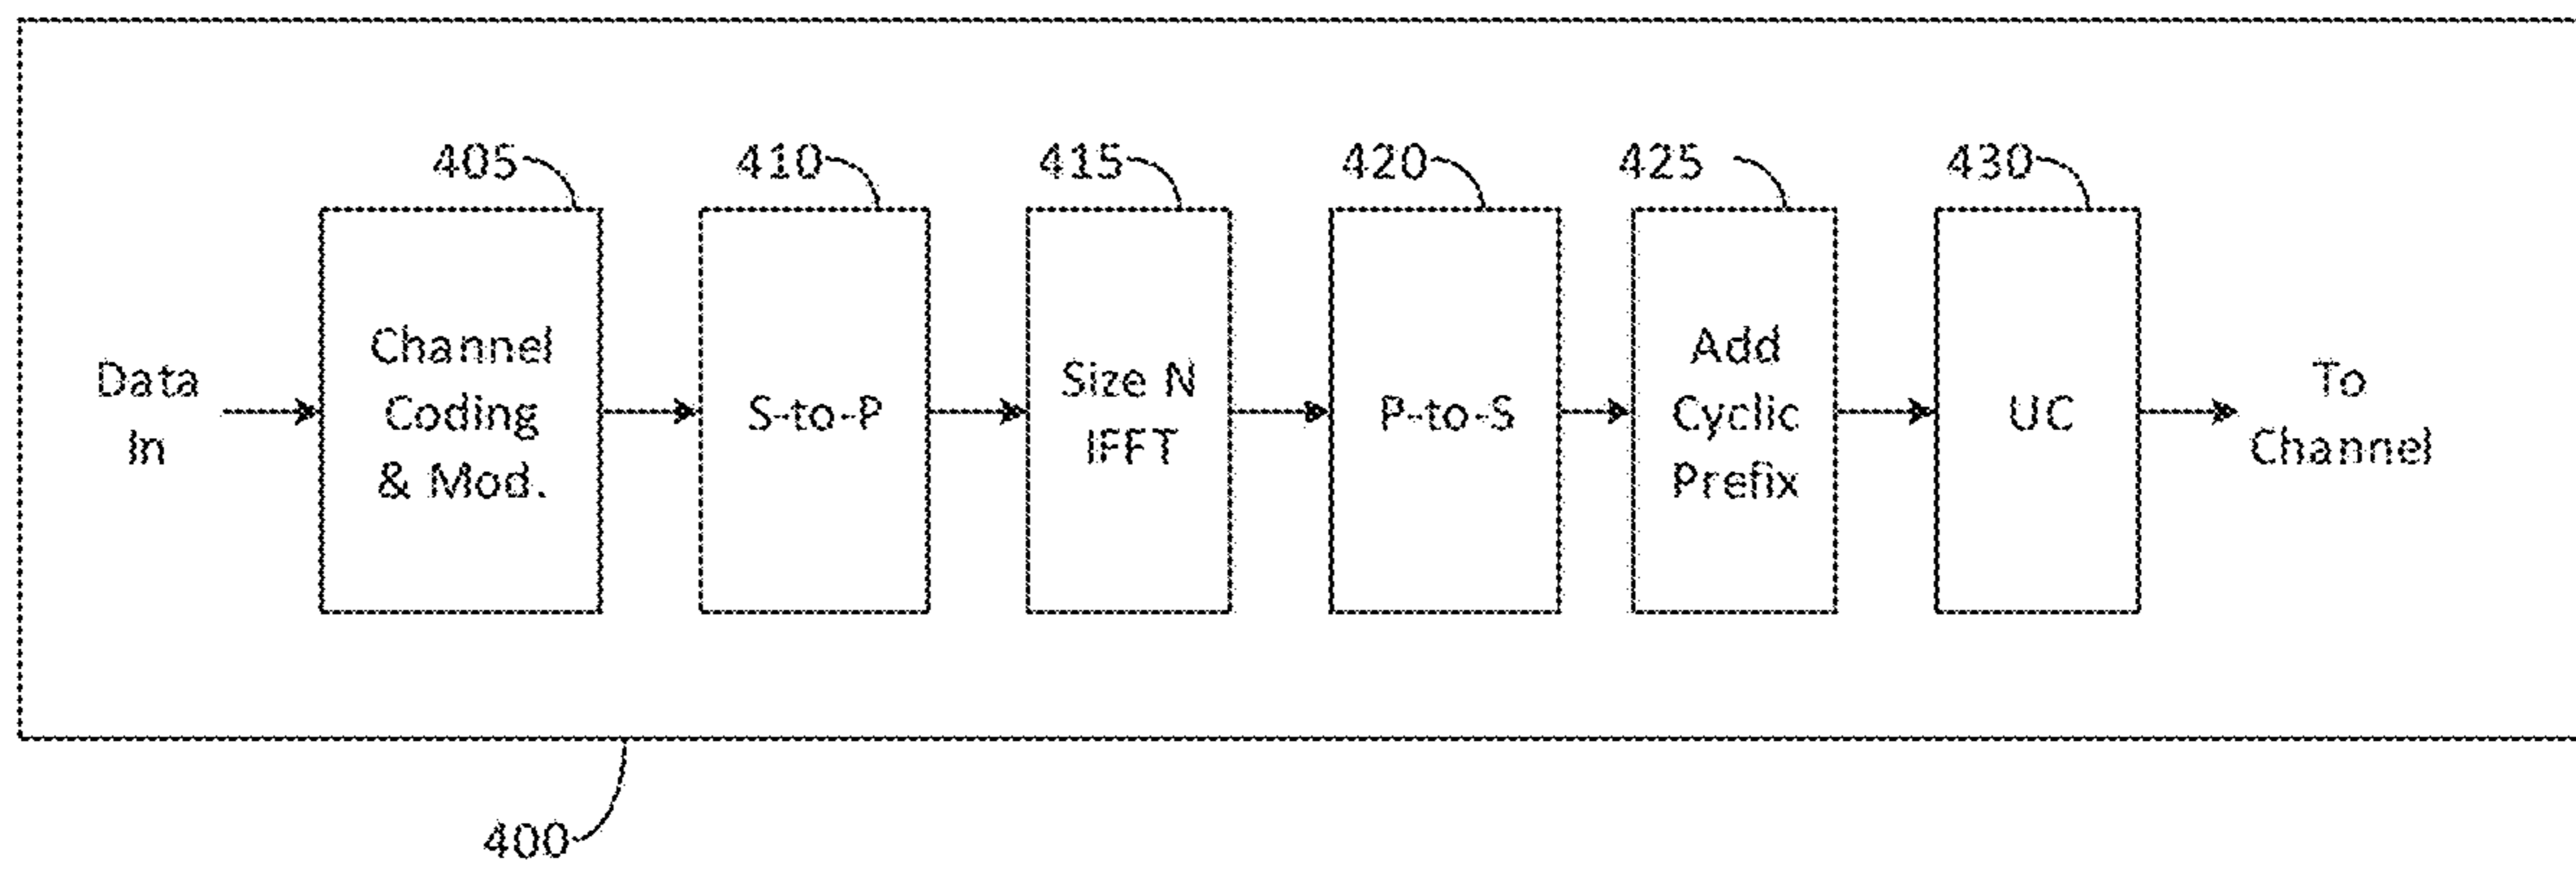 405
410
415
420
425
430
Data
In
Channel
Coding
& Mod.
S-to-P
Size N
IFFT
P-to-S
Add
Cyclic
Prefix
UC
To
Channel
400